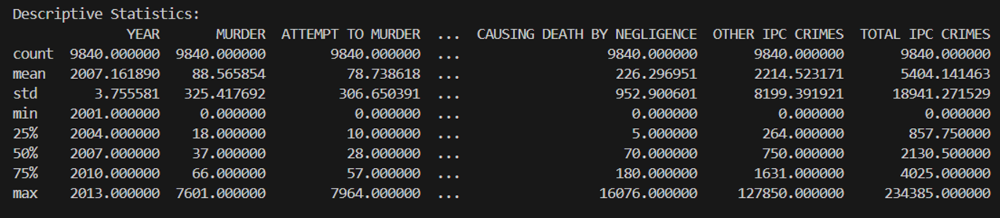 Descriptive Statistics:
YEAR MURDER ATTEMPT TO MURDER ... CAUSING DEATH BY NEGLIGENCE OTHER IPC CRIMES TOTAL IPC CRIMES
count 9840.000000 9840.000000 9840.000000 ... 9840.000000 9840.000000 9840.000000
mean 2007.161890 88.565854 78.738618 ... 226.296951 2214.523171 5404.141463
std 3.755581 325.417692 306.650391 ... 952.900601 8199.391921 18941.271529
min 2001.000000 0.000000 0.000000 ... 0.000000 0.000000 0.000000
25% 2004.000000 18.000000 10.000000 ... 5.000000 264.000000 857.750000
50% 2007.000000 37.000000 28.000000 ... 70.000000 750.000000 2130.500000
75% 2010.000000 66.000000 57.000000 ... 180.000000 1631.000000 4025.000000
max 2013.000000 7601.000000 7964.000000 ... 16076.000000 127850.000000 234385.000000